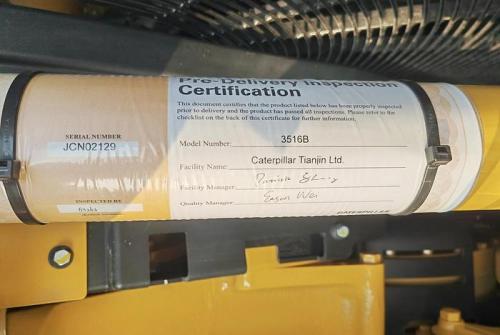 Pre-Delivery Inspection
Certification
This document certifies that the product listed below has been properly inspected
prior to delivery and the product has passed all inspections. Please refer to the
checklist on the back of this certificate for further information.
SERIAL NUMBER
JCN02129
Model Number: 3516B
Facility Name: Caterpillar Tianjin Ltd.
Facility Manager:
Quality Manager: Eason Wei
INSPECTED BY
CATERPILLAR